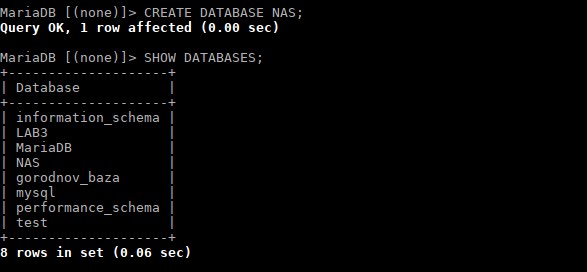 MariaDB [(none)]> CREATE DATABASE NAS;
Query OK, 1 row affected (0.00 sec)

MariaDB [(none)]> SHOW DATABASES;
+--------------------+
| Database           |
+--------------------+
| information_schema |
| LAB3               |
| MariaDB            |
| NAS                |
| gorodnov_baza      |
| mysql              |
| performance_schema |
| test               |
+--------------------+
8 rows in set (0.06 sec)